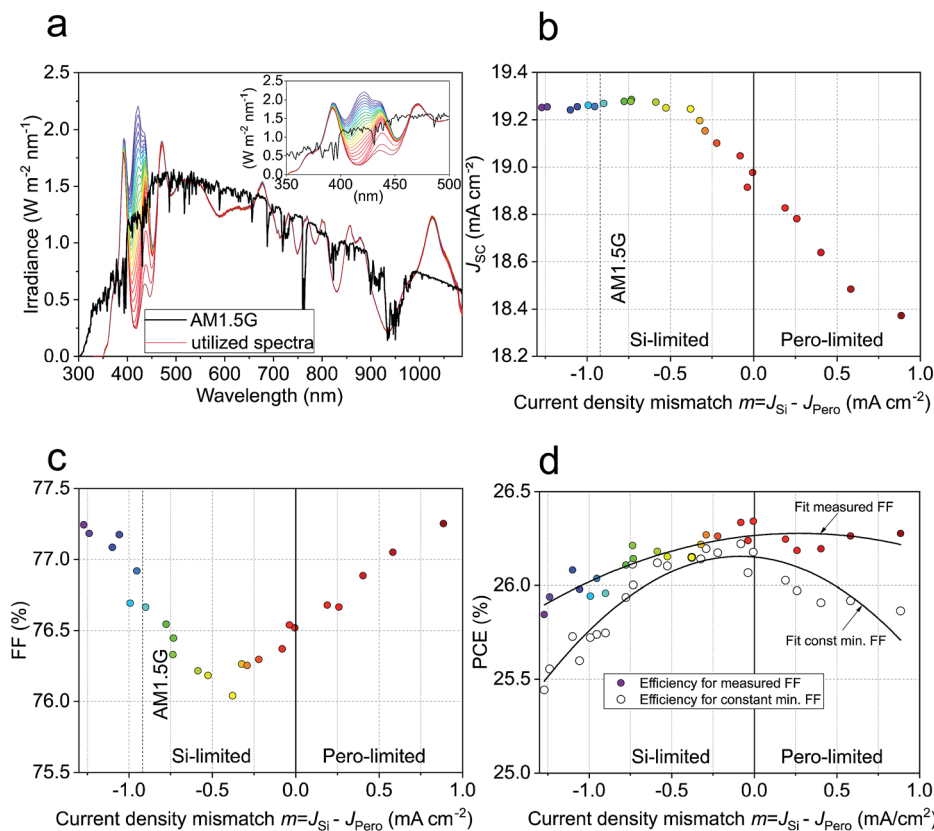 a
2.5
2.0
1.5
1.0
0.5
0.0
Irradiance (W m⁻² nm⁻¹)
300 400 500 600 700 800 900 1000
Wavelength (nm)
AM1.5G
utilized spectra
2.5
2.0
1.5
1.0
0.5
0.0
(W m⁻² nm⁻¹)
350 400 450 500
(nm)
b
19.4
19.2
19.0
18.8
18.6
18.4
18.2
J_SC (mA cm⁻²)
AM1.5G
Si-limited
Pero-limited
-1.0 -0.5 0.0 0.5 1.0
Current density mismatch m=J_Si - J_Pero (mA cm⁻²)
c
77.5
77.0
76.5
76.0
75.5
FF (%)
AM1.5G
Si-limited
Pero-limited
-1.0 -0.5 0.0 0.5 1.0
Current density mismatch m=J_Si - J_Pero (mA cm⁻²)
d
26.5
26.0
25.5
25.0
PCE (%)
Fit measured FF
Fit const min. FF
Efficiency for measured FF
Efficiency for constant min. FF
Si-limited
Pero-limited
-1.0 -0.5 0.0 0.5 1.0
Current density mismatch m=J_Si - J_Pero (mA/cm²)